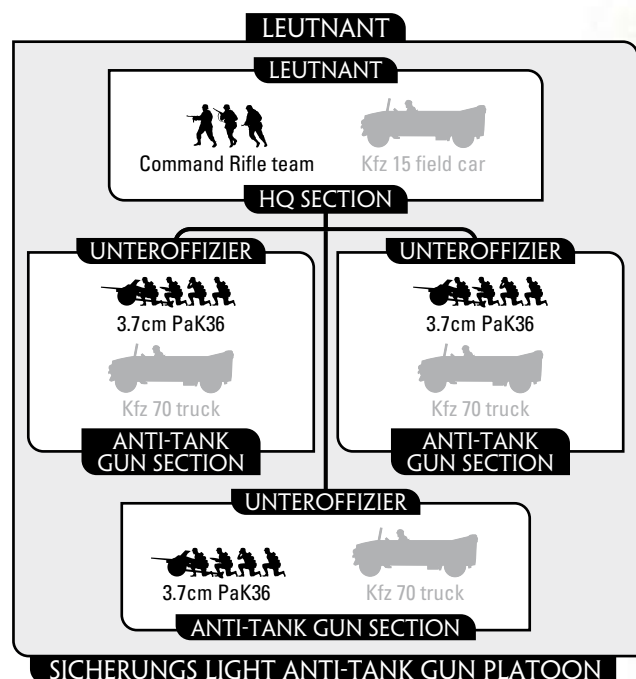 LEUTNANT
LEUTNANT
Command Rifle team
Kfz 15 field car
HQ SECTION
UNTEROFFIZIER
3.7cm PaK36
Kfz 70 truck
ANTI-TANK
GUN SECTION
UNTEROFFIZIER
3.7cm PaK36
Kfz 70 truck
ANTI-TANK
GUN SECTION
UNTEROFFIZIER
3.7cm PaK36
Kfz 70 truck
ANTI-TANK GUN SECTION
SICHERUNGS LIGHT ANTI-TANK GUN PLATOON